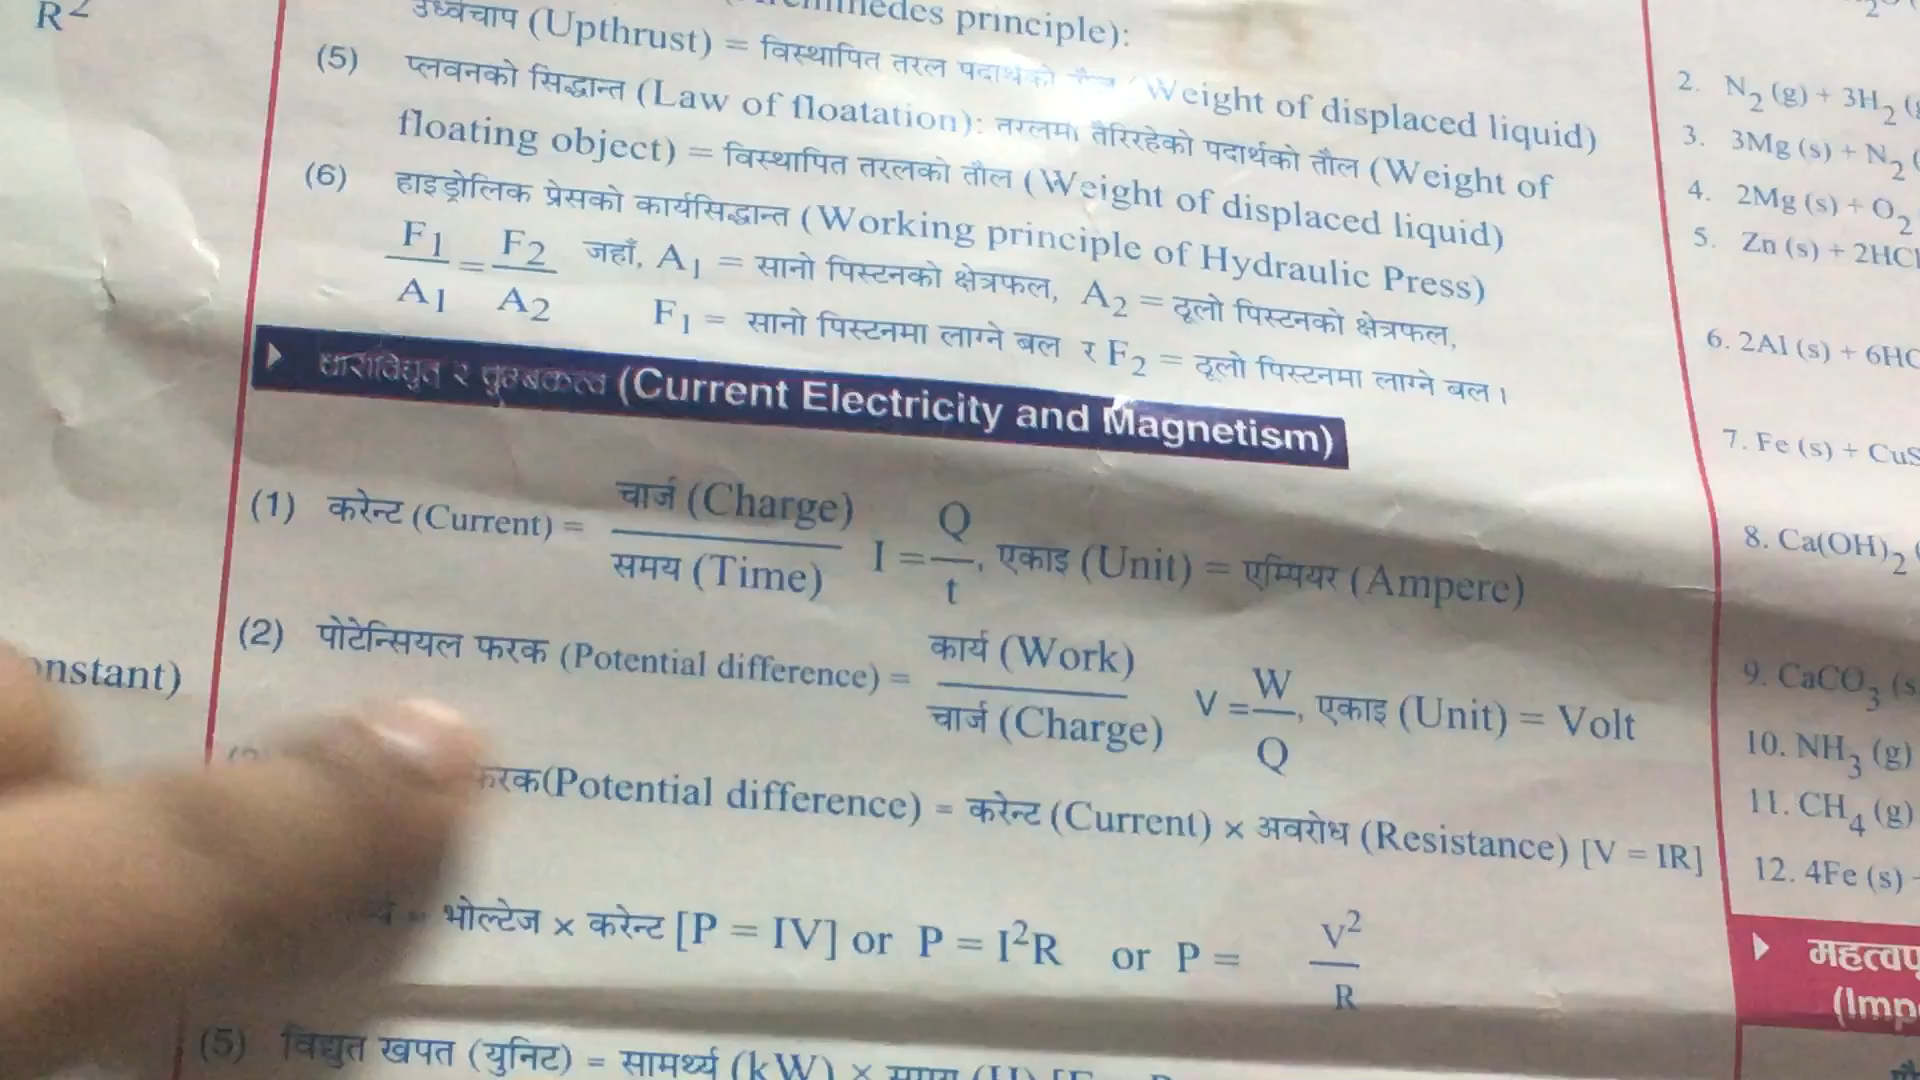 R²
principle):
उर्ध्वचाप (Upthrust) = विस्थापित तरल पदार्थको तौल (Weight of displaced liquid)
(5) प्लवनको सिद्धान्त (Law of floatation): तरलमा तैरिरहेको पदार्थको तौल (Weight of
floating object) = विस्थापित तरलको तौल (Weight of displaced liquid)
(6) हाइड्रोलिक प्रेसको कार्यसिद्धान्त (Working principle of Hydraulic Press)
F₁/A₁ = F₂/A₂ जहाँ, A₁ = सानो पिस्टनको क्षेत्रफल, A₂ = ठूलो पिस्टनको क्षेत्रफल,
F₁ = सानो पिस्टनमा लाग्ने बल र F₂ = ठूलो पिस्टनमा लाग्ने बल ।
धाराविद्युत र चुम्बकत्व (Current Electricity and Magnetism)
(1) करेन्ट (Current) = चार्ज (Charge)/समय (Time) I = Q/t, एकाइ (Unit) = एम्पियर (Ampere)
(2) पोटेन्सियल फरक (Potential difference) = कार्य (Work)/चार्ज (Charge) V = W/Q, एकाइ (Unit) = Volt
फरक(Potential difference) = करेन्ट (Current) × अवरोध (Resistance) [V = IR]
= भोल्टेज × करेन्ट [P = IV] or P = I²R or P = V²/R
(5) विद्युत खपत (युनिट) = सामर्थ्य (kW) ×
onstant)
2. N₂ (g) + 3H₂
3. 3Mg (s) + N₂
4. 2Mg (s) + O₂
5. Zn (s) + 2HCl
6. 2Al (s) + 6HC
7. Fe (s) + CuS
8. Ca(OH)₂
9. CaCO₃ (s
10. NH₃ (g)
11. CH₄ (g)
12. 4Fe (s)
महत्वप
(Imp